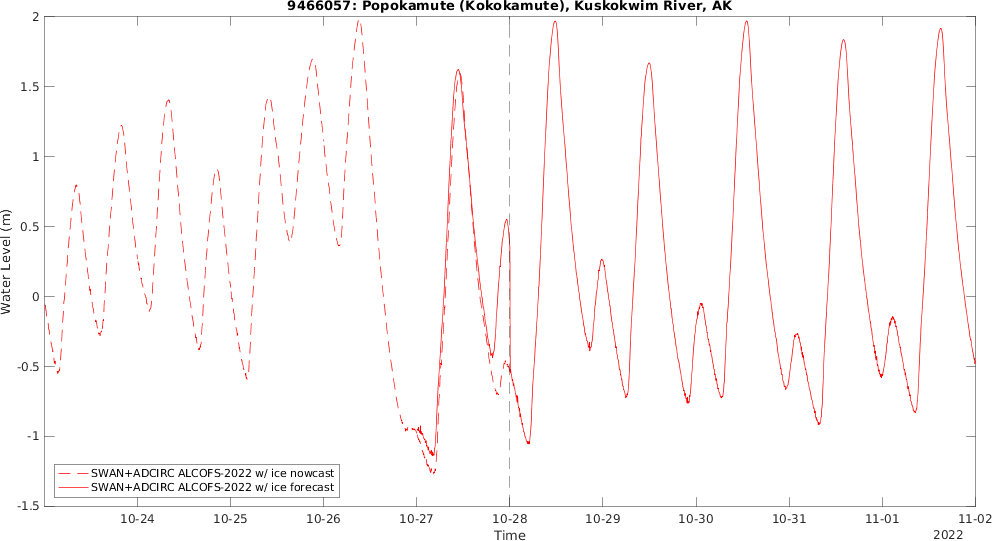 9466057: Popokamute (Kokokamute), Kuskokwim River, AK
2
1.5
1
0.5
0
-0.5
-1
-1.5
Water Level (m)
SWAN+ADCIRC ALCOFS-2022 w/ ice nowcast
SWAN+ADCIRC ALCOFS-2022 w/ ice forecast
10-24 10-25 10-26 10-27 10-28 10-29 10-30 10-31 11-01 11-02
Time
2022